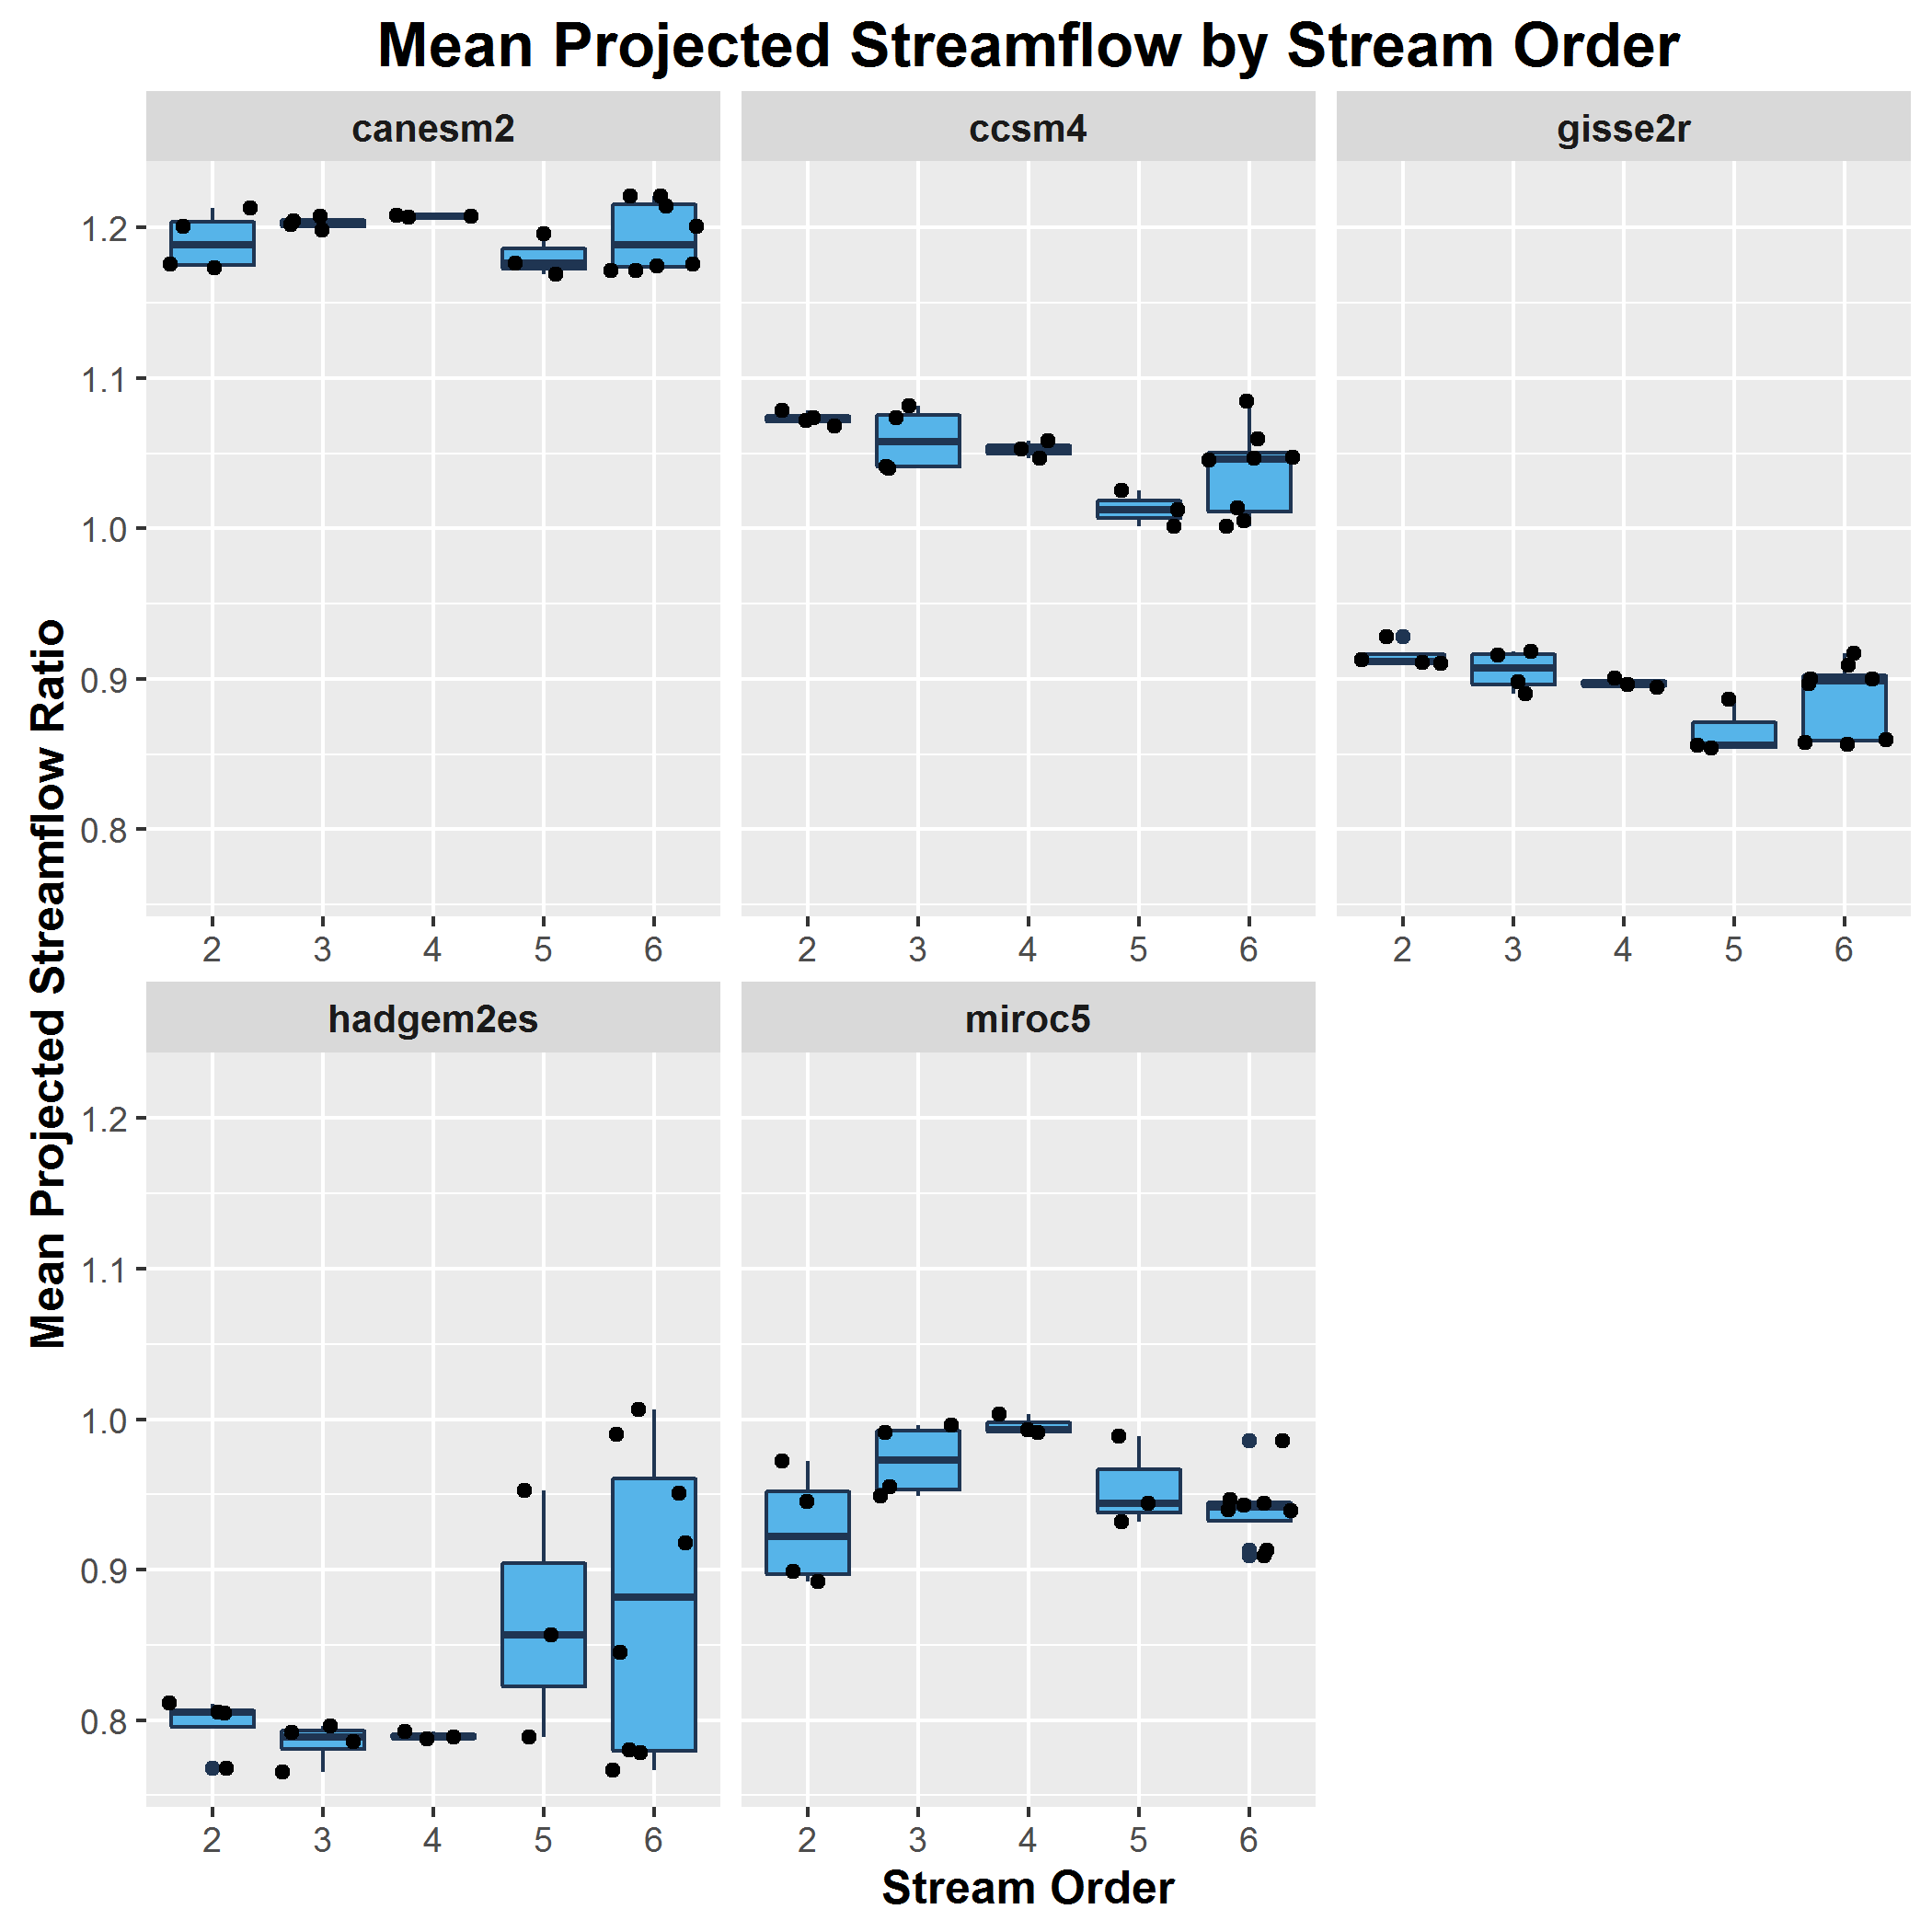 Mean Projected Streamflow by Stream Order
canesm2 ccsm4 gisse2r
1.2
1.1
1.0
0.9
0.8
2 3 4 5 6 2 3 4 5 6 2 3 4 5 6
Mean Projected Streamflow Ratio
hadgem2es miroc5
1.2
1.1
1.0
0.9
0.8
2 3 4 5 6 2 3 4 5 6
Stream Order